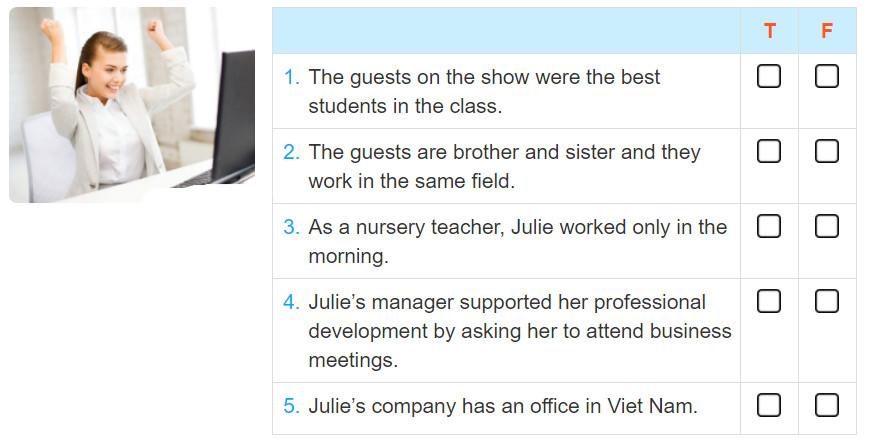 T F
1. The guests on the show were the best
students in the class.
2. The guests are brother and sister and they
work in the same field.
3. As a nursery teacher, Julie worked only in the
morning.
4. Julie’s manager supported her professional
development by asking her to attend business
meetings.
5. Julie’s company has an office in Viet Nam.